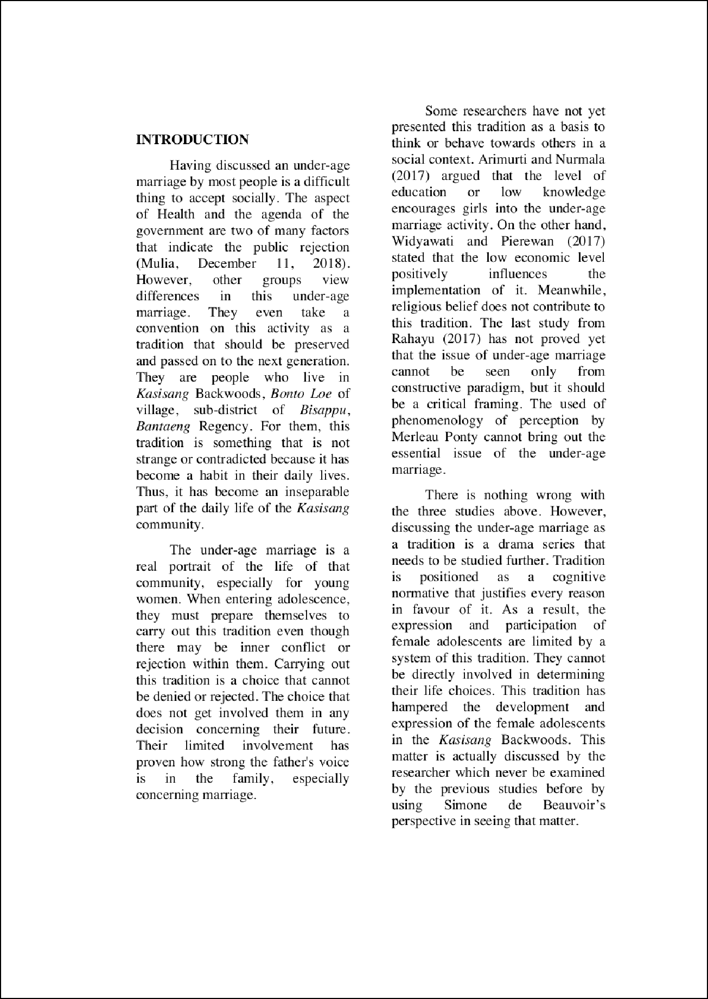 INTRODUCTION
Having discussed an under-age
marriage by most people is a difficult
thing to accept socially. The aspect
of Health and the agenda of the
government are two of many factors
that indicate the public rejection
(Mulia, December 11, 2018).
However, other groups view
differences in this under-age
marriage. They even take a
convention on this activity as a
tradition that should be preserved
and passed on to the next generation.
They are people who live in
Kasisang Backwoods, Bonto Loe of
village, sub-district of Bisappu,
Bantaeng Regency. For them, this
tradition is something that is not
strange or contradicted because it has
become a habit in their daily lives.
Thus, it has become an inseparable
part of the daily life of the Kasisang
community.
The under-age marriage is a
real portrait of the life of that
community, especially for young
women. When entering adolescence,
they must prepare themselves to
carry out this tradition even though
there may be inner conflict or
rejection within them. Carrying out
this tradition is a choice that cannot
be denied or rejected. The choice that
does not get involved them in any
decision concerning their future.
Their limited involvement has
proven how strong the father's voice
is in the family, especially
concerning marriage.
Some researchers have not yet
presented this tradition as a basis to
think or behave towards others in a
social context. Arimurti and Nurmala
(2017) argued that the level of
education or low knowledge
encourages girls into the under-age
marriage activity. On the other hand,
Widyawati and Pierewan (2017)
stated that the low economic level
positively influences the
implementation of it. Meanwhile,
religious belief does not contribute to
this tradition. The last study from
Rahayu (2017) has not proved yet
that the issue of under-age marriage
cannot be seen only from
constructive paradigm, but it should
be a critical framing. The used of
phenomenology of perception by
Merleau Ponty cannot bring out the
essential issue of the under-age
marriage.
There is nothing wrong with
the three studies above. However,
discussing the under-age marriage as
a tradition is a drama series that
needs to be studied further. Tradition
is positioned as a cognitive
normative that justifies every reason
in favour of it. As a result, the
expression and participation of
female adolescents are limited by a
system of this tradition. They cannot
be directly involved in determining
their life choices. This tradition has
hampered the development and
expression of the female adolescents
in the Kasisang Backwoods. This
matter is actually discussed by the
researcher which never be examined
by the previous studies before by
using Simone de Beauvoir’s
perspective in seeing that matter.